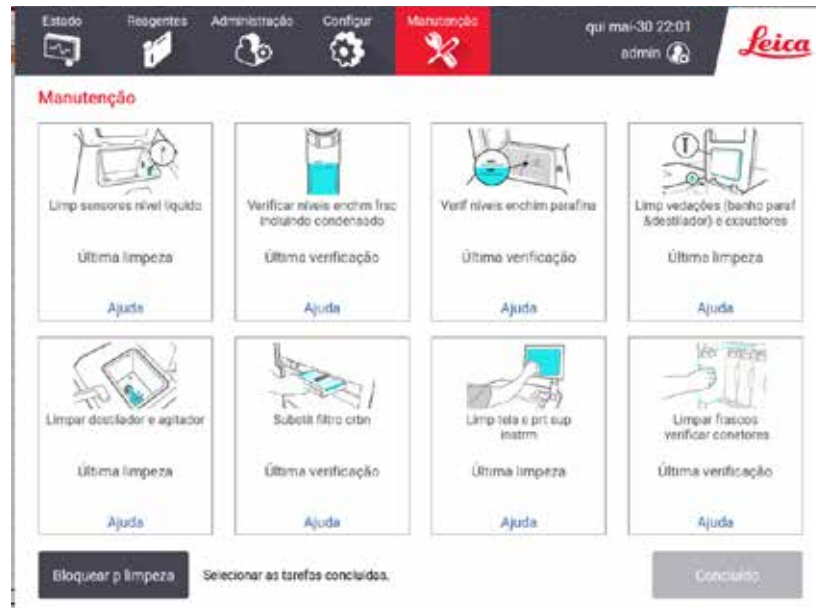 Estado
Reagentes
Administração
Configur
Manutenção
qui mai-30 22:01
admin
Leica
Manutenção
Limp sensores nível líquido
Última limpeza
Ajuda
Verificar níveis enchim frsc
incluindo condensado
Última verificação
Ajuda
Verif níveis enchim parafina
Última verificação
Ajuda
Limp vedações (banho paraf
&destilador) e exaustores
Última limpeza
Ajuda
Limpar destilador e agitador
Última limpeza
Ajuda
Substit filtro crbn
Última verificação
Ajuda
Limp tela e prt sup
instrm
Última limpeza
Ajuda
Limpar frascos
verificar conetores
Última verificação
Ajuda
Bloquear p limpeza
Selecionar as tarefas concluídas.
Concluído